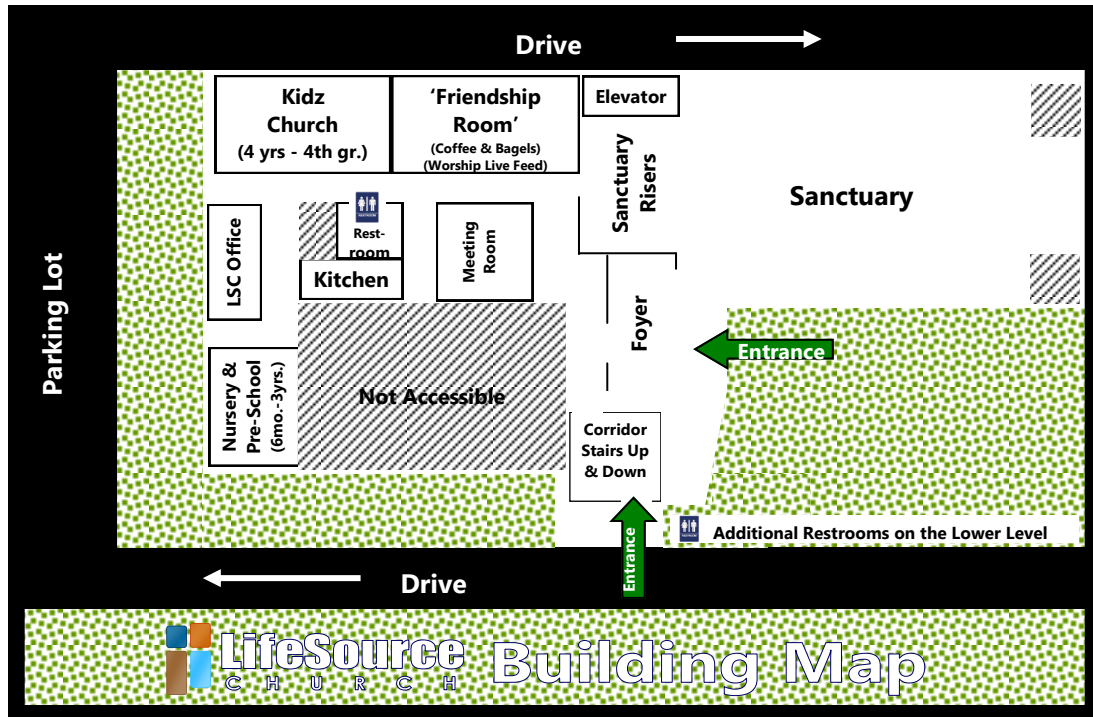 Drive
Kidz
Church
(4 yrs - 4th gr.)
‘Friendship
Room’
(Coffee & Bagels)
(Worship Live Feed)
Elevator
Sanctuary
Risers
Sanctuary
Parking Lot
LSC Office
RESTROOM
Rest-
room
Kitchen
Meeting
Room
Foyer
Entrance
Nursery &
Pre-School
(6mo.-3yrs.)
Not Accessible
Corridor
Stairs Up
& Down
Entrance
RESTROOM
Additional Restrooms on the Lower Level
Drive
LifeSource
CHURCH
Building Map